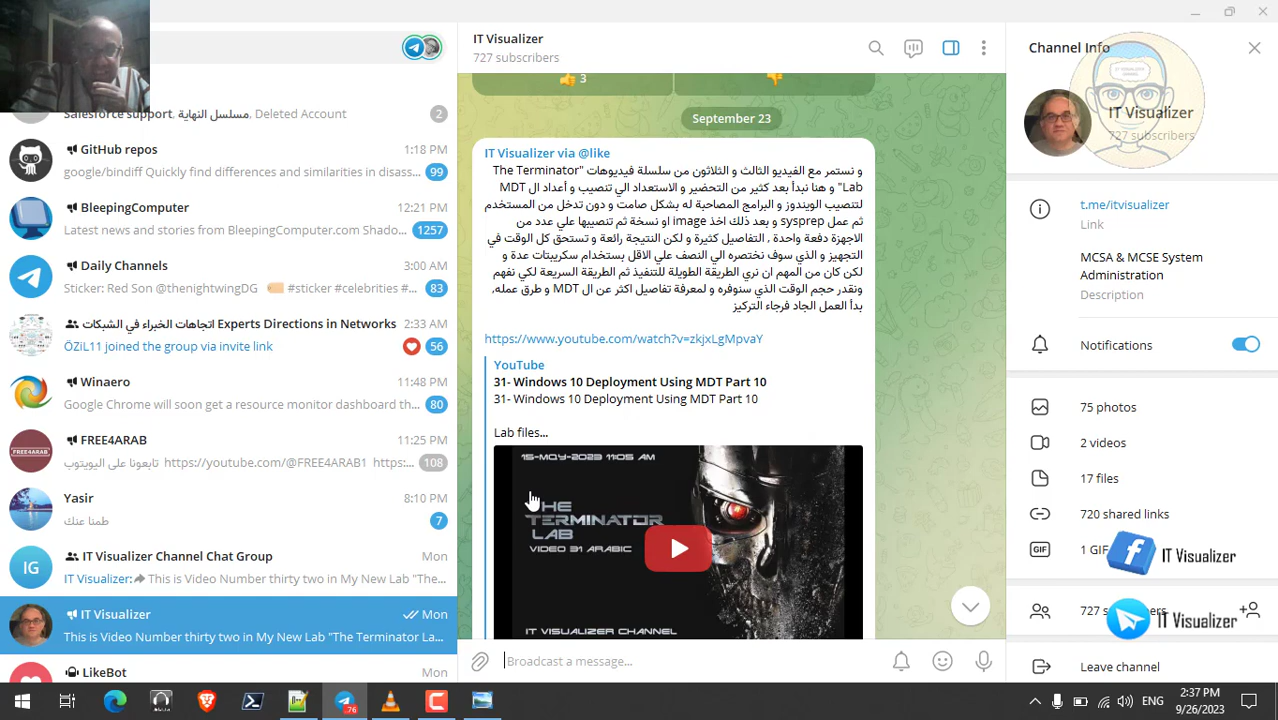 Salesforce support, مسلسل النهاية, Deleted Account
2
GitHub repos
1:18 PM
google/bindiff Quickly find differences and similarities in disass...
99
BleepingComputer
12:21 PM
Latest news and stories from BleepingComputer.com Shado...
1257
Daily Channels
3:00 AM
Sticker: Red Son @thenightwingDG #sticker #celebrities #...
83
اتجاهات الخبراء في الشبكات Experts Directions in Networks
2:33 AM
ÖZiL11 joined the group via invite link
56
Winaero
11:48 PM
Google Chrome will soon get a resource monitor dashboard th...
80
FREE4ARAB
11:25 PM
تابعونا على اليويتوب https://youtube.com/@FREE4ARAB1 https:...
108
Yasir
8:10 PM
طمنا عنك
7
IG
IT Visualizer Channel Chat Group
Mon
IT Visualizer: This is Video Number thirty two in My New Lab "The...
IT Visualizer
Mon
This is Video Number thirty two in My New Lab "The Terminator La...
LikeBot
IT Visualizer
727 subscribers
3
September 23
IT Visualizer via @like
و نستمر مع الفيديو الثالث و الثلاثون من سلسلة فيديوهات "The Terminator
Lab" و هنا نبدأ بعد كثير من التحضير و الاستعداد الي تنصيب و أعداد ال MDT
لتنصيب الويندوز و البرامج المصاحبة له بشكل صامت و دون تدخل من المستخدم
ثم عمل sysprep و بعد ذلك اخذ image او نسخة ثم تنصيبها علي عدد من
الاجهزة دفعة واحدة , التفاصيل كثيرة و لكن النتيجة رائعة و تستحق كل الوقت في
التجهيز و الذي سوف نختصره الي النصف علي الاقل بستخدام سكريبتات عدة و
لكن كان من المهم ان نري الطريقة الطويلة للتنفيذ ثم الطريقة السريعة لكي نفهم
ونقدر حجم الوقت الذي سنوفره و لمعرفة تفاصيل اكثر عن ال MDT و طرق عمله,
بدأ العمل الجاد فرجاء التركيز
https://www.youtube.com/watch?v=zkjxLgMpvaY
YouTube
31- Windows 10 Deployment Using MDT Part 10
31- Windows 10 Deployment Using MDT Part 10
Lab files...
15-MAY-2023 11:05 AM
THE
TERMINATOR
LAB
VIDEO 31 ARABIC
IT VISUALIZER CHANNEL
Broadcast a message...
Channel Info
IT Visualizer
727 subscribers
t.me/itvisualizer
Link
MCSA & MCSE System
Administration
Description
Notifications
75 photos
2 videos
17 files
720 shared links
GIF
1 GIF
IT Visualizer
727
IT Visualizer
Leave channel
76
ENG
2:37 PM
9/26/2023